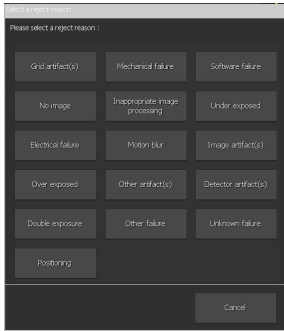 Select a reject reason
Please select a reject reason :
Grid artifact(s)
Mechanical failure
Software failure
No image
Inappropriate image
processing
Under exposed
Electrical failure
Motion blur
Image artifact(s)
Over exposed
Other artifact(s)
Detector artifact(s)
Double exposure
Other failure
Unknown failure
Positioning
Cancel